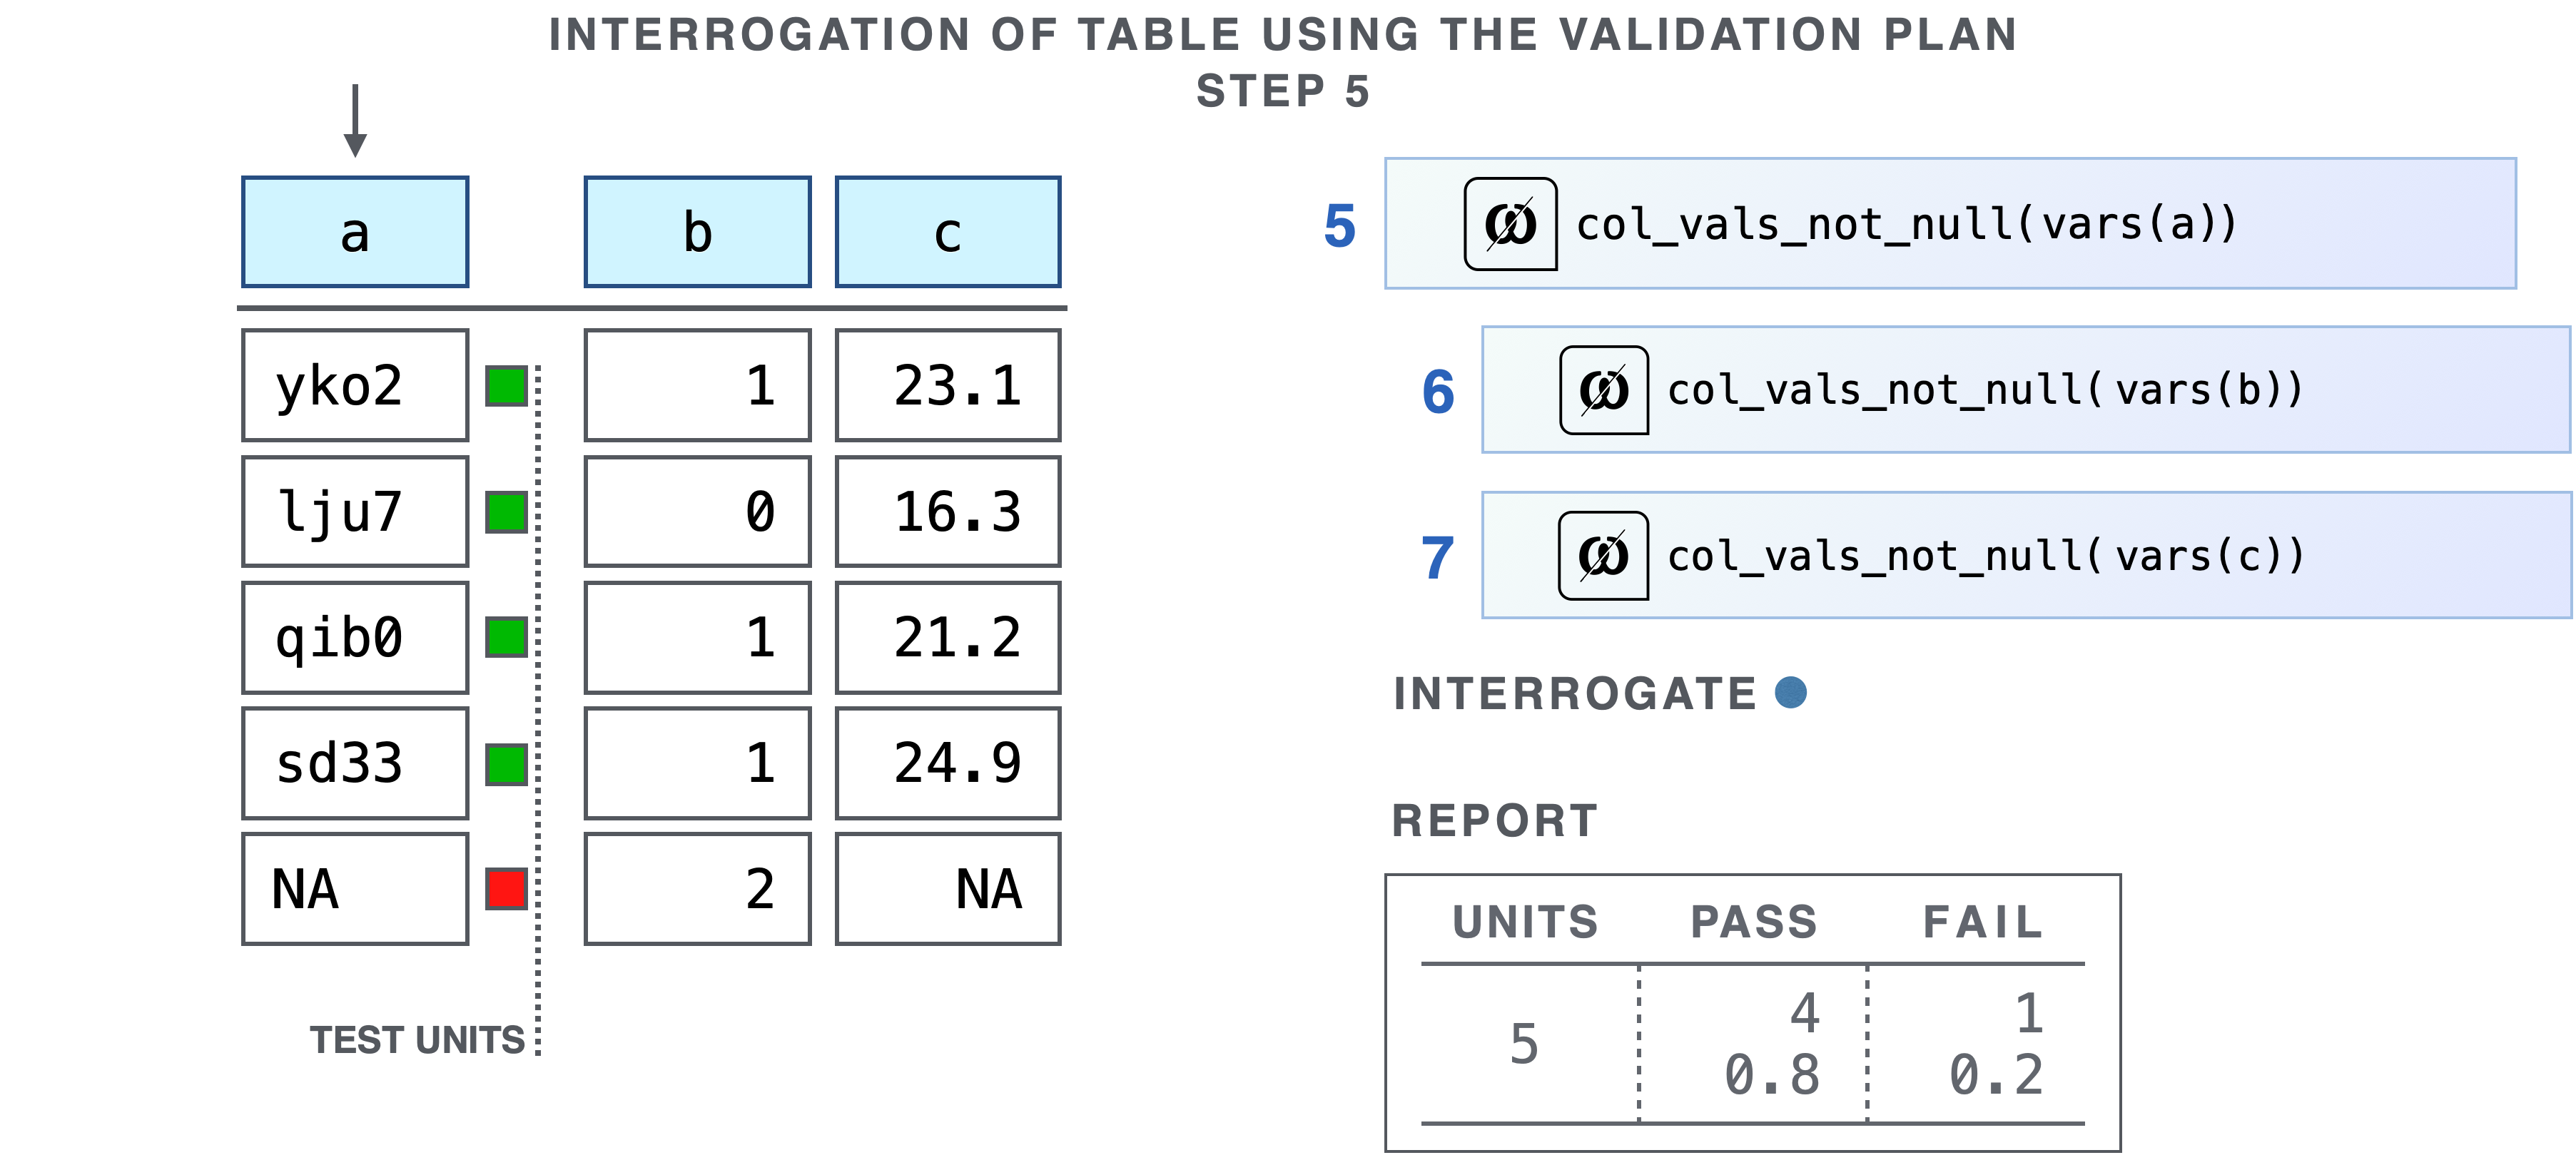 INTERROGATION OF TABLE USING THE VALIDATION PLAN
STEP 5
a b c
yko2 1 23.1
lju7 0 16.3
qib0 1 21.2
sd33 1 24.9
NA 2 NA
TEST UNITS
5 col_vals_not_null(vars(a))
6 col_vals_not_null( vars(b))
7 col_vals_not_null( vars(c))
INTERROGATE
REPORT
UNITS PASS FAIL
5
4 1
0.8 0.2